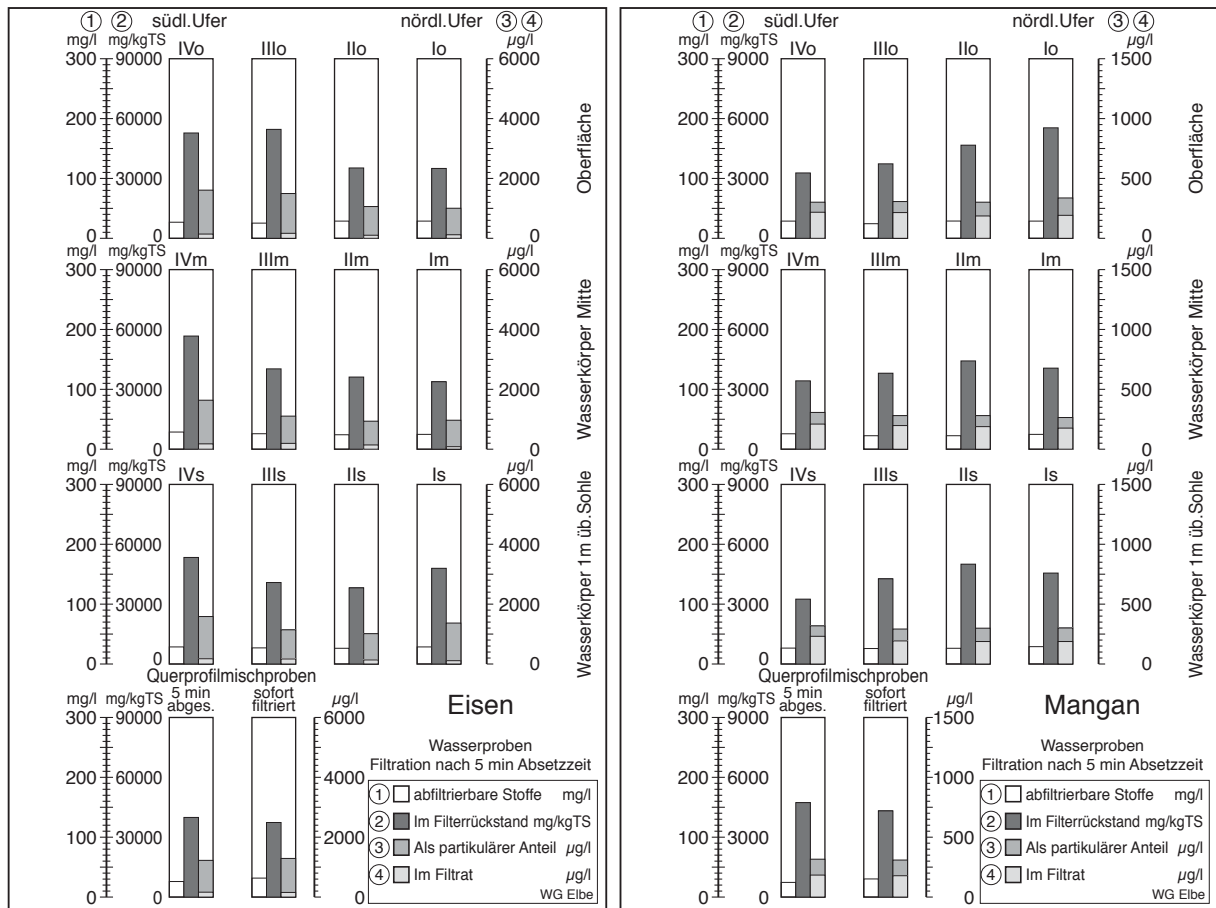 ① ② südl.Ufer nördl.Ufer ③ ④
mg/l mg/kgTS IVo IIIo IIo Io µg/l
300 90000 6000
200 60000 4000
100 30000 2000
0 0 0
Oberfläche
mg/l mg/kgTS IVm IIIm IIm Im µg/l
300 90000 6000
200 60000 4000
100 30000 2000
0 0 0
Wasserkörper Mitte
mg/l mg/kgTS IVs IIIs IIs Is µg/l
300 90000 6000
200 60000 4000
100 30000 2000
0 0 0
Wasserkörper 1m üb.Sohle
Querprofilmischproben
mg/l mg/kgTS 5 min abges. sofort filtriert µg/l
300 90000 6000
200 60000 4000
100 30000 2000
0 0 0
Eisen
Wasserproben
Filtration nach 5 min Absetzzeit
① abfiltrierbare Stoffe mg/l
② Im Filterrückstand mg/kgTS
③ Als partikulärer Anteil µg/l
④ Im Filtrat µg/l
WG Elbe
① ② südl.Ufer nördl.Ufer ③ ④
mg/l mg/kgTS IVo IIIo IIo Io µg/l
300 9000 1500
200 6000 1000
100 3000 500
0 0 0
Oberfläche
mg/l mg/kgTS IVm IIIm IIm Im µg/l
300 9000 1500
200 6000 1000
100 3000 500
0 0 0
Wasserkörper Mitte
mg/l mg/kgTS IVs IIIs IIs Is µg/l
300 9000 1500
200 6000 1000
100 3000 500
0 0 0
Wasserkörper 1m üb.Sohle
Querprofilmischproben
mg/l mg/kgTS 5 min abges. sofort filtriert µg/l
300 9000 1500
200 6000 1000
100 3000 500
0 0 0
Mangan
Wasserproben
Filtration nach 5 min Absetzzeit
① abfiltrierbare Stoffe mg/l
② Im Filterrückstand mg/kgTS
③ Als partikulärer Anteil µg/l
④ Im Filtrat µg/l
WG Elbe